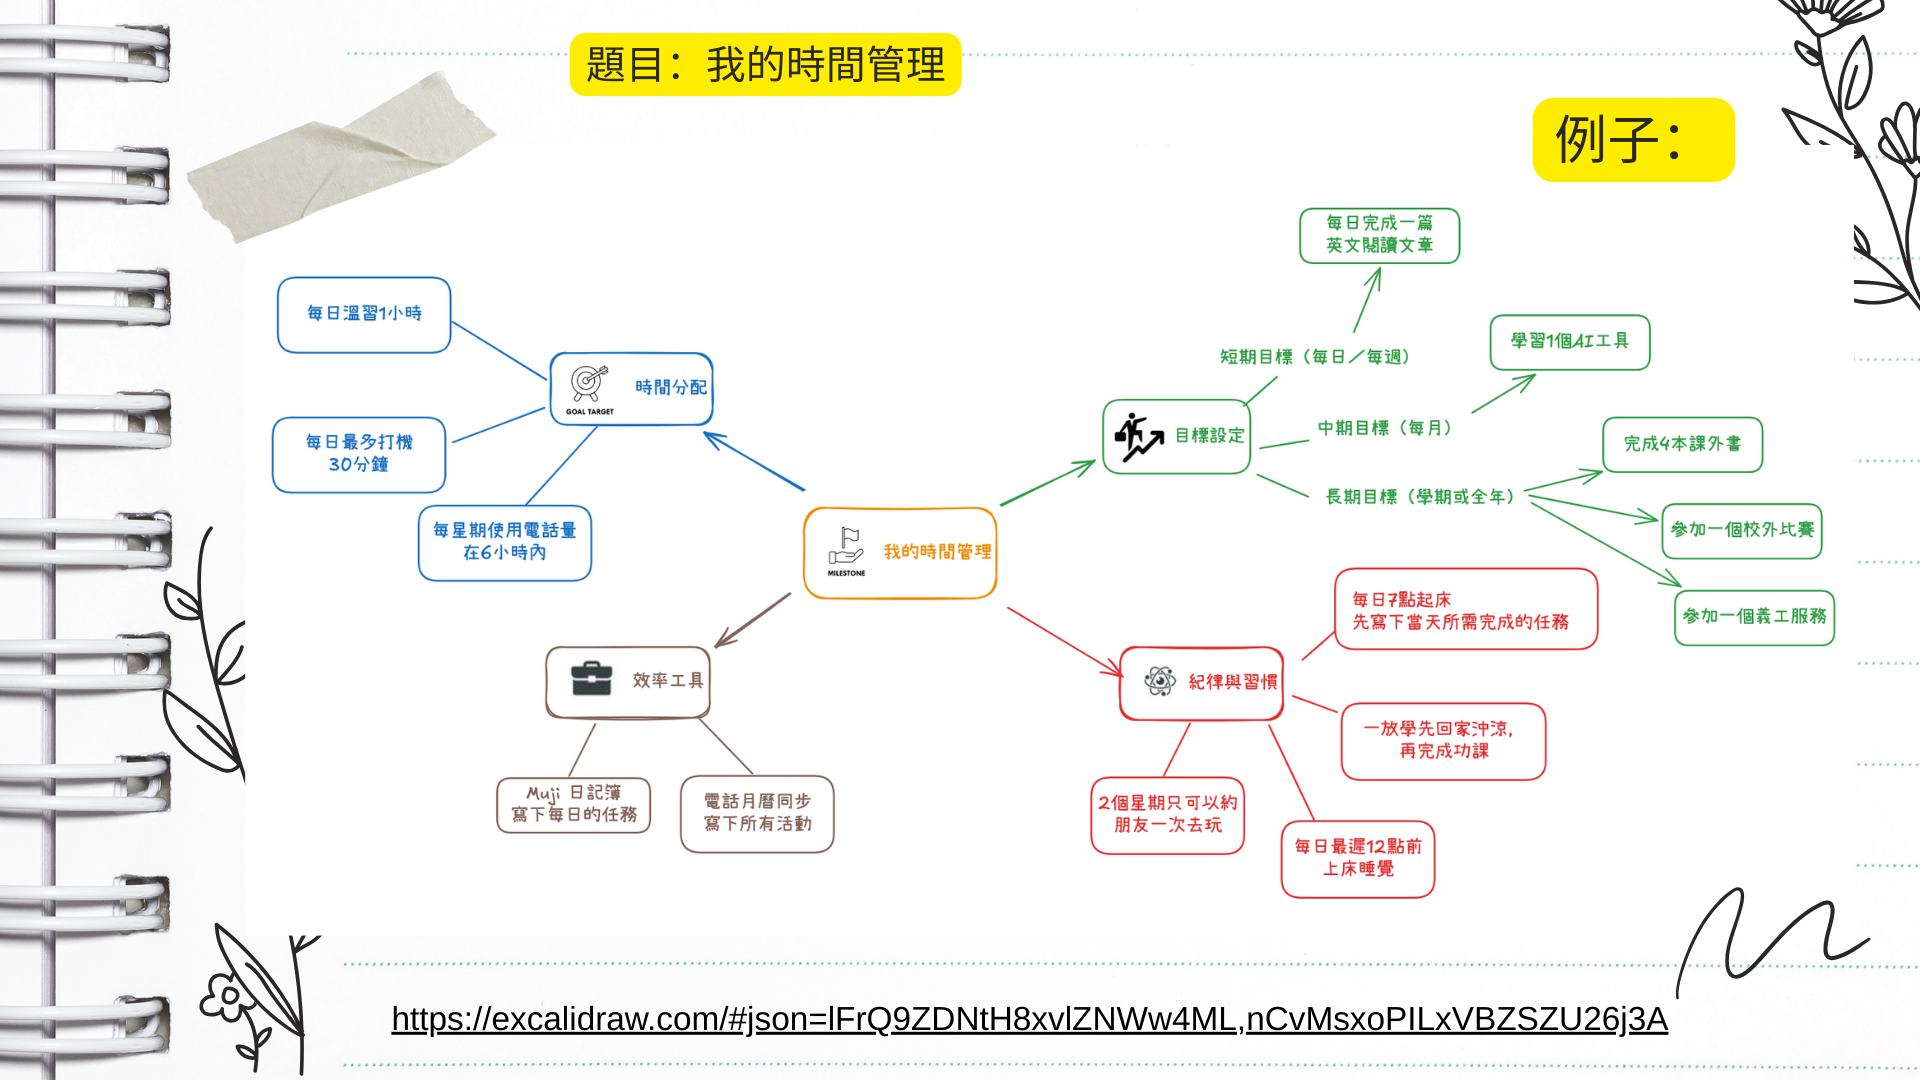 題目：我的時間管理
例子：
每日溫習1小時
每日最多打機
30分鐘
每星期使用電話量
在6小時內
GOAL TARGET
時間分配
MILESTONE
我的時間管理
目標設定
短期目標（每日／每週）
每日完成一篇
英文閱讀文章
中期目標（每月）
學習1個AI工具
長期目標（學期或全年）
完成4本課外書
參加一個校外比賽
參加一個義工服務
效率工具
Muji 日記簿
寫下每日的任務
電話月曆同步
寫下所有活動
紀律與習慣
每日7點起床
先寫下當天所需完成的任務
一放學先回家沖涼，
再完成功課
2個星期只可以約
朋友一次去玩
每日最遲12點前
上床睡覺
https://excalidraw.com/#json=lFrQ9ZDNtH8xvlZNWw4ML,nCvMsxoPILxVBZSZU26j3A